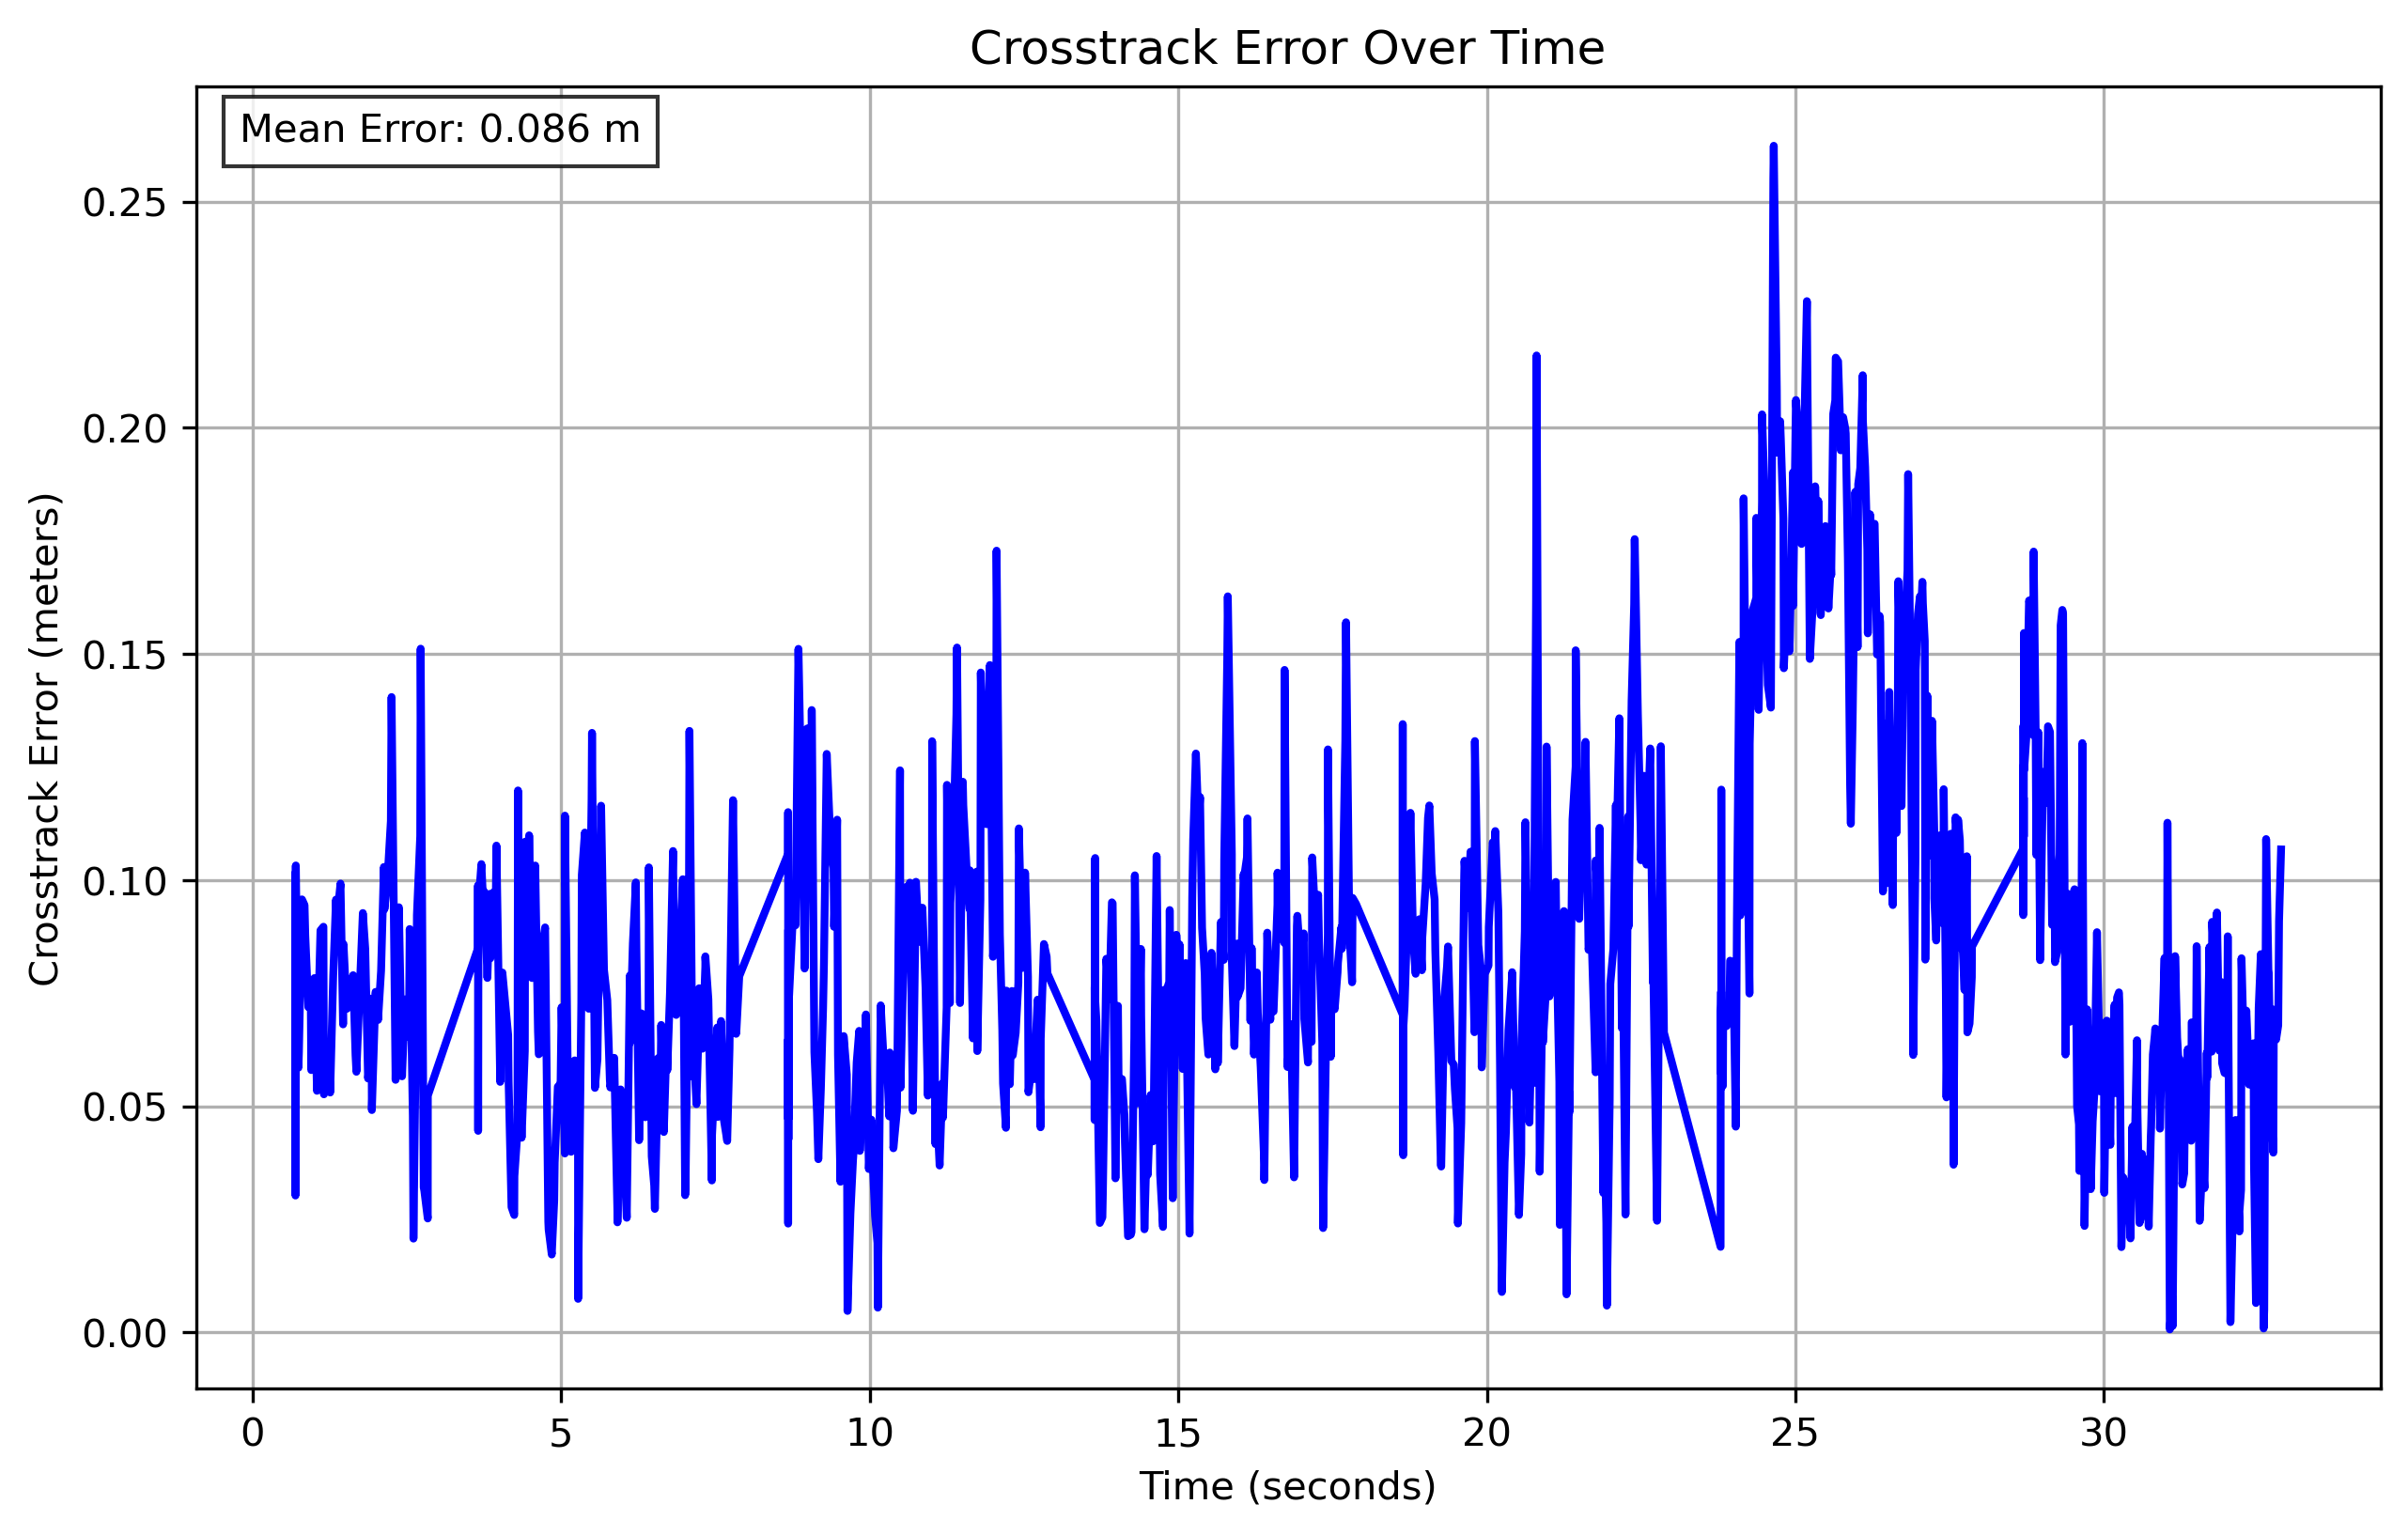 Crosstrack Error Over Time
Mean Error: 0.086 m
Crosstrack Error (meters)
0.25
0.20
0.15
0.10
0.05
0.00
0 5 10 15 20 25 30
Time (seconds)